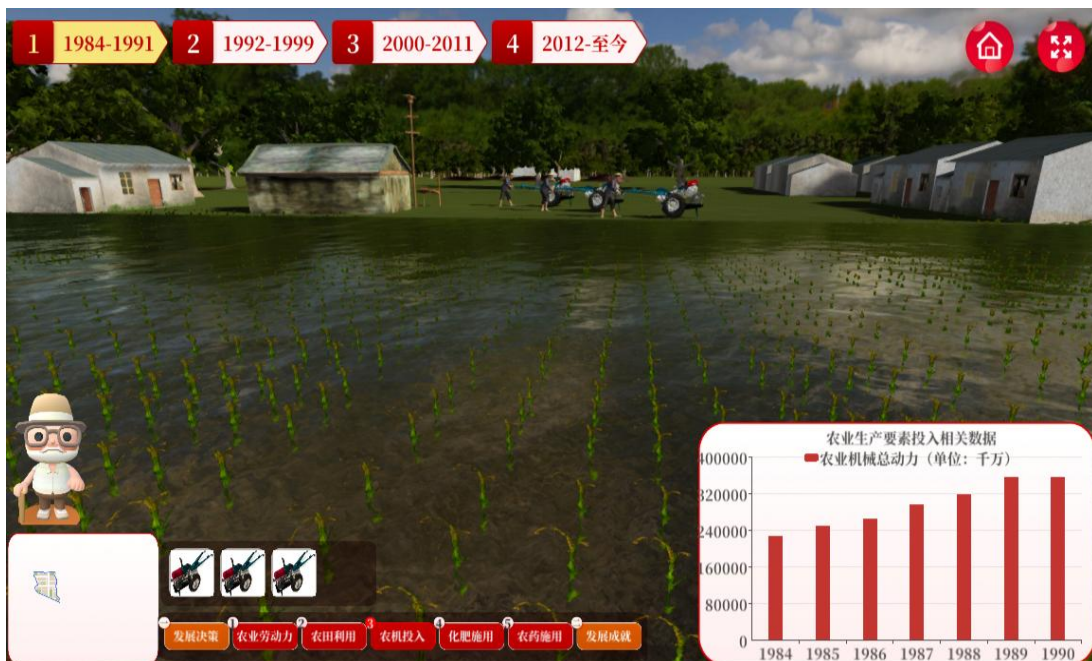 1 1984-1991
2 1992-1999
3 2000-2011
4 2012-至今
农业生产要素投入相关数据
农业机械总动力（单位：千万）
400000
320000
240000
160000
80000
0
1984 1985 1986 1987 1988 1989 1990
一 发展决策
1 农业劳动力
2 农田利用
3 农机投入
4 化肥施用
5 农药施用
二 发展成就